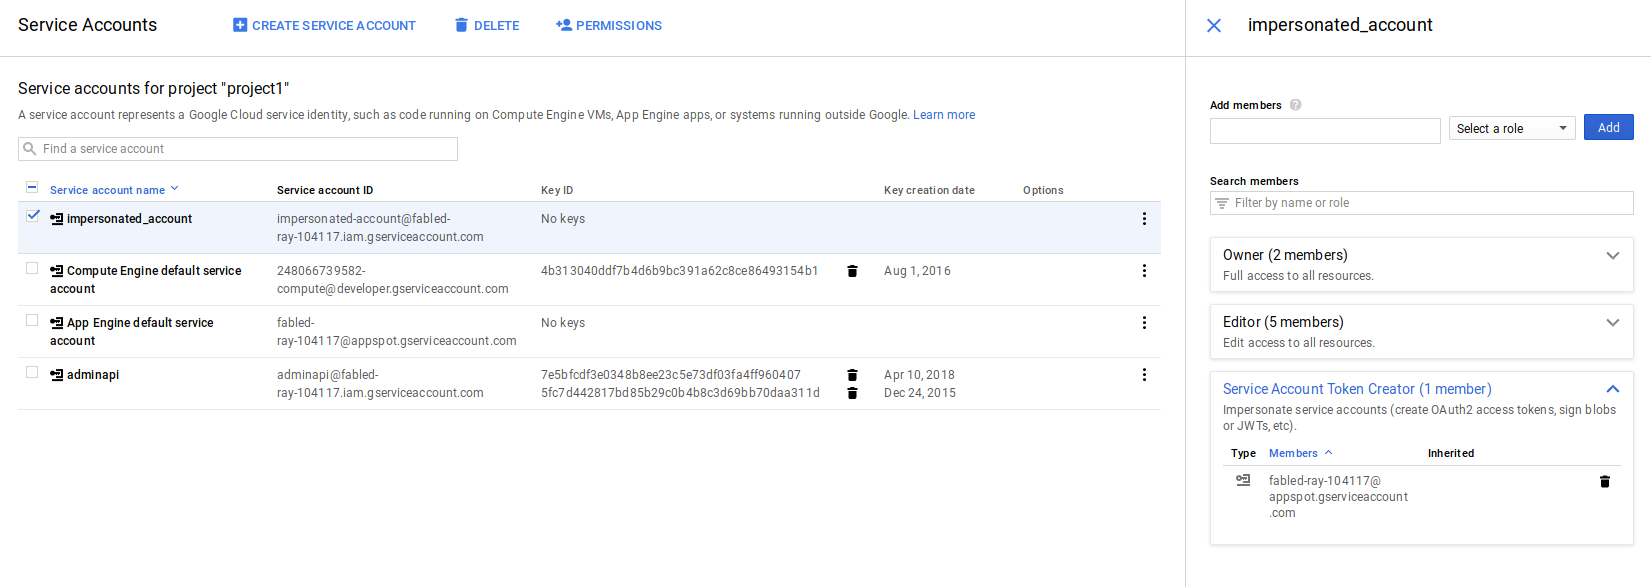 Service Accounts
CREATE SERVICE ACCOUNT
DELETE
PERMISSIONS
Service accounts for project "project1"
A service account represents a Google Cloud service identity, such as code running on Compute Engine VMs, App Engine apps, or systems running outside Google. Learn more
Find a service account
Service account name Service account ID Key ID Key creation date Options
impersonated_account impersonated-account@fabled- No keys
ray-104117.iam.gserviceaccount.com
Compute Engine default service 248066739582- 4b313040ddf7b4d6b9bc391a62c8ce86493154b1 Aug 1, 2016
account compute@developer.gserviceaccount.com
App Engine default service fabled- No keys
account ray-104117@appspot.gserviceaccount.com
adminapi adminapi@fabled- 7e5bfcdf3e0348b8ee23c5e73df03fa4ff960407 Apr 10, 2018
ray-104117.iam.gserviceaccount.com 5fc7d442817bd85b29c0b4b8c3d69bb70daa311d Dec 24, 2015
impersonated_account
Add members ?
Select a role
Add
Search members
Filter by name or role
Owner (2 members)
Full access to all resources.
Editor (5 members)
Edit access to all resources.
Service Account Token Creator (1 member)
Impersonate service accounts (create OAuth2 access tokens, sign blobs
or JWTs, etc).
Type Members Inherited
fabled-ray-104117@
appspot.gserviceaccount
.com